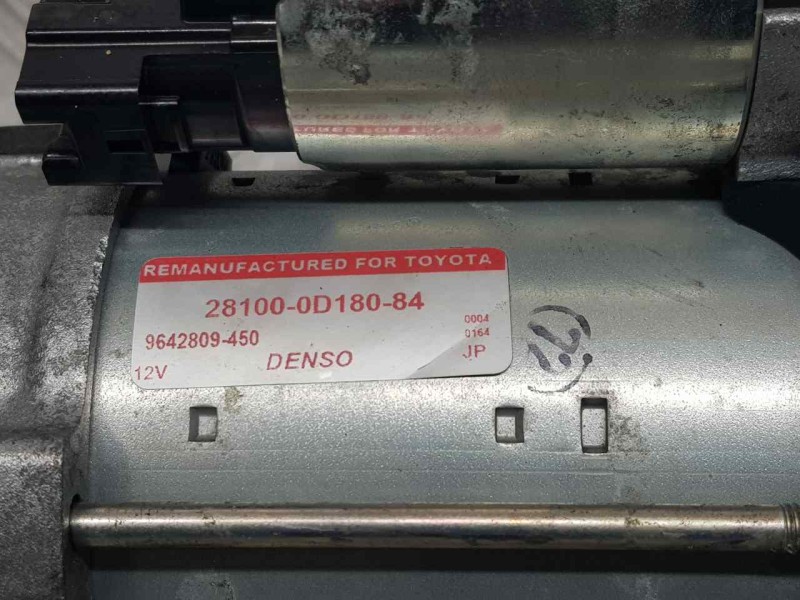 REMANUFACTURED FOR TOYOTA
28100-0D180-84
0004
9642809-450
0164
12V
DENSO
JP